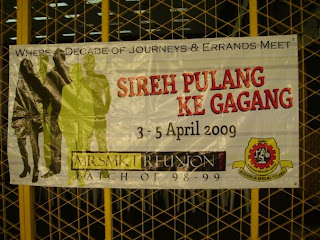 WHERE A DECADE OF JOURNEYS & ERRANDS MEET
SIREH PULANG
KE GAGANG
3 - 5 April 2009
MRSMKT REUNION
BATCH OF 98-99